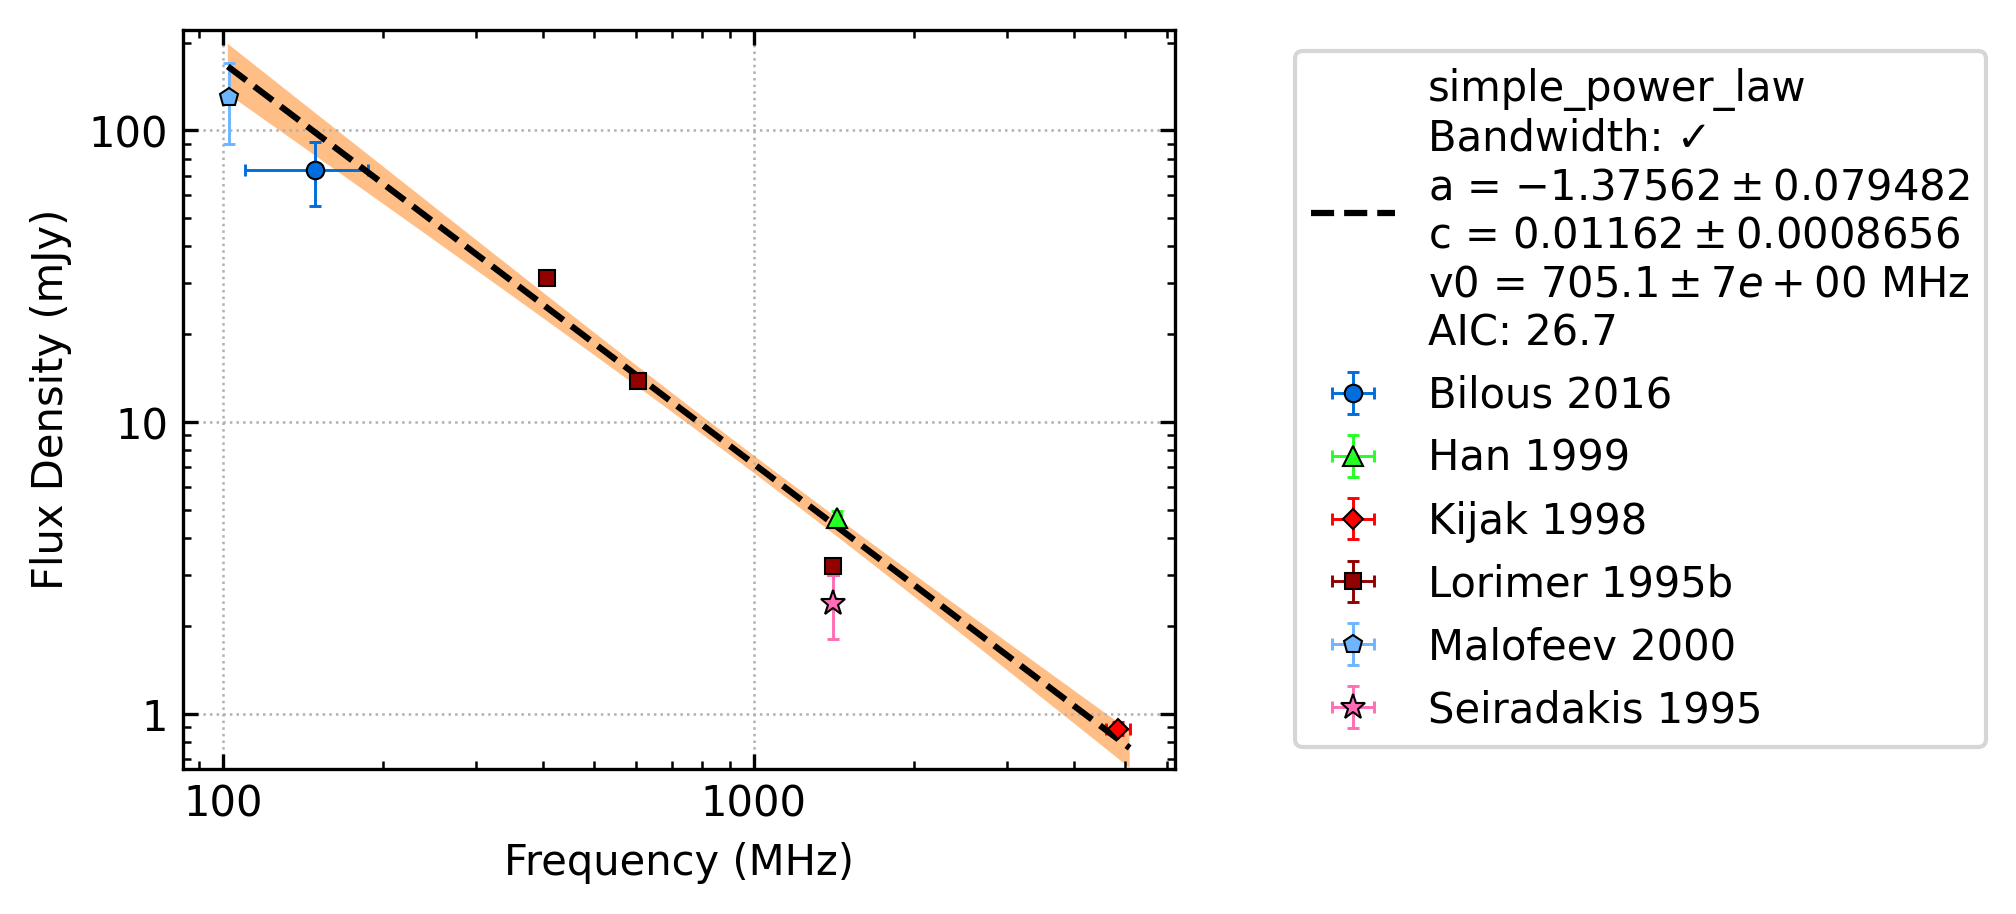 100
10
1
Flux Density (mJy)
100
1000
Frequency (MHz)
simple_power_law
Bandwidth: ✓
a = −1.37562 ± 0.079482
c = 0.01162 ± 0.0008656
v0 = 705.1 ± 7e + 00 MHz
AIC: 26.7
Bilous 2016
Han 1999
Kijak 1998
Lorimer 1995b
Malofeev 2000
Seiradakis 1995